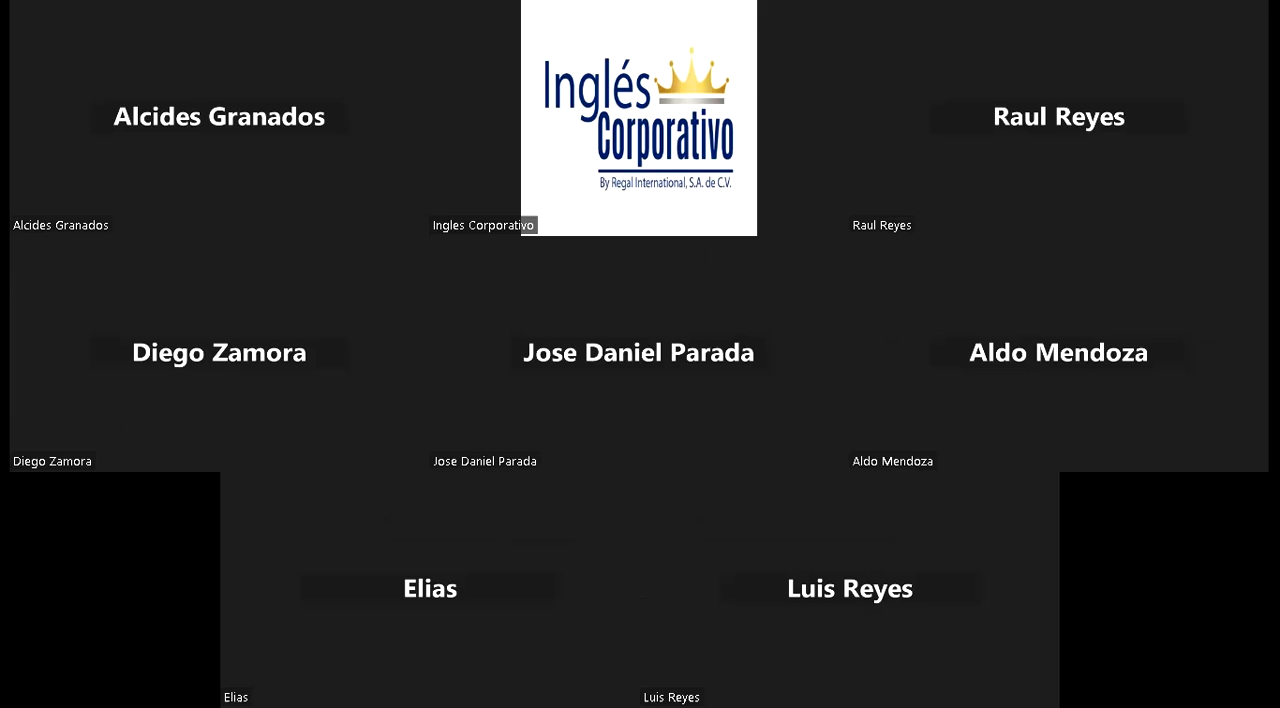 Alcides Granados
Inglés
Corporativo
By Regal International, S.A. de C.V.
Raul Reyes
Alcides Granados
Ingles Corporativo
Raul Reyes
Diego Zamora
Jose Daniel Parada
Aldo Mendoza
Diego Zamora
Jose Daniel Parada
Aldo Mendoza
Elias
Luis Reyes
Elias
Luis Reyes